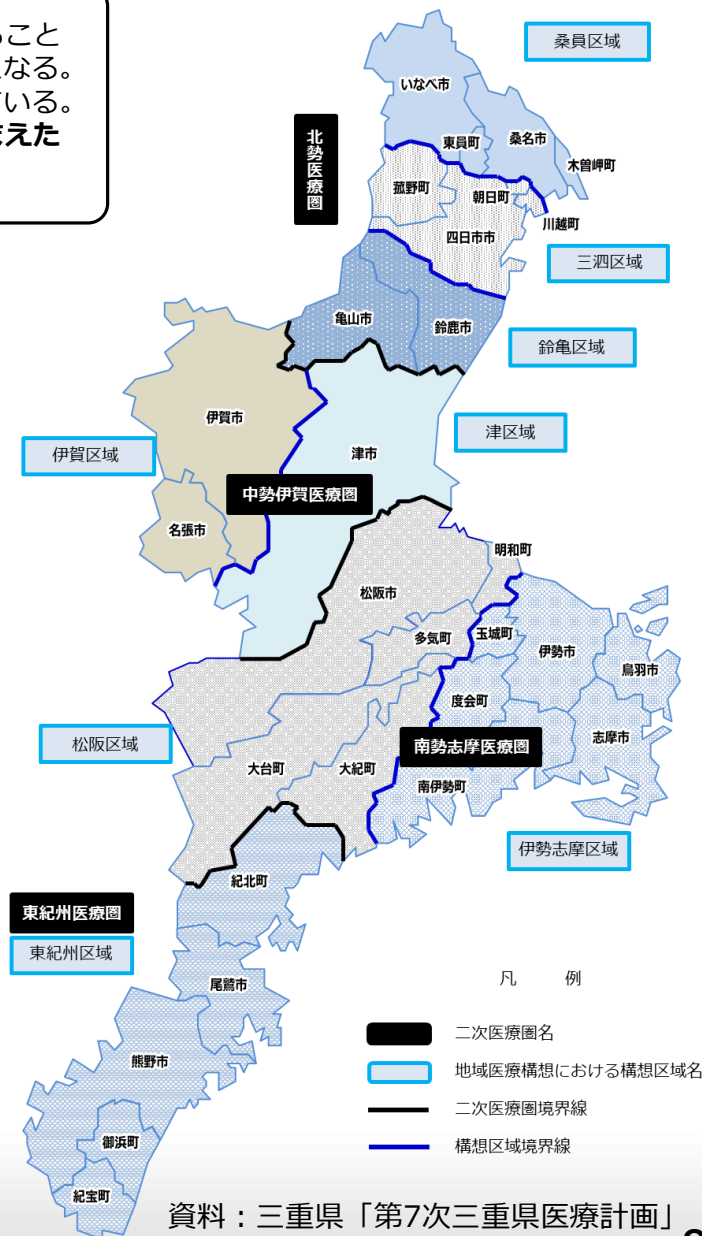 ること
なる。
ている。
まえた
桑員区域
いなべ市
北勢医療圏
東員町
桑名市
木曽岬町
菰野町
朝日町
川越町
四日市市
三泗区域
亀山市
鈴鹿市
鈴亀区域
伊賀市
津区域
伊賀区域
津市
中勢伊賀医療圏
名張市
明和町
松阪市
多気町
玉城町
伊勢市
鳥羽市
度会町
松阪区域
志摩市
南勢志摩医療圏
大台町
大紀町
南伊勢町
伊勢志摩区域
紀北町
東紀州医療圏
東紀州区域
尾鷲市
凡 例
二次医療圏名
熊野市
地域医療構想における構想区域名
二次医療圏境界線
御浜町
構想区域境界線
紀宝町
資料：三重県「第7次三重県医療計画」